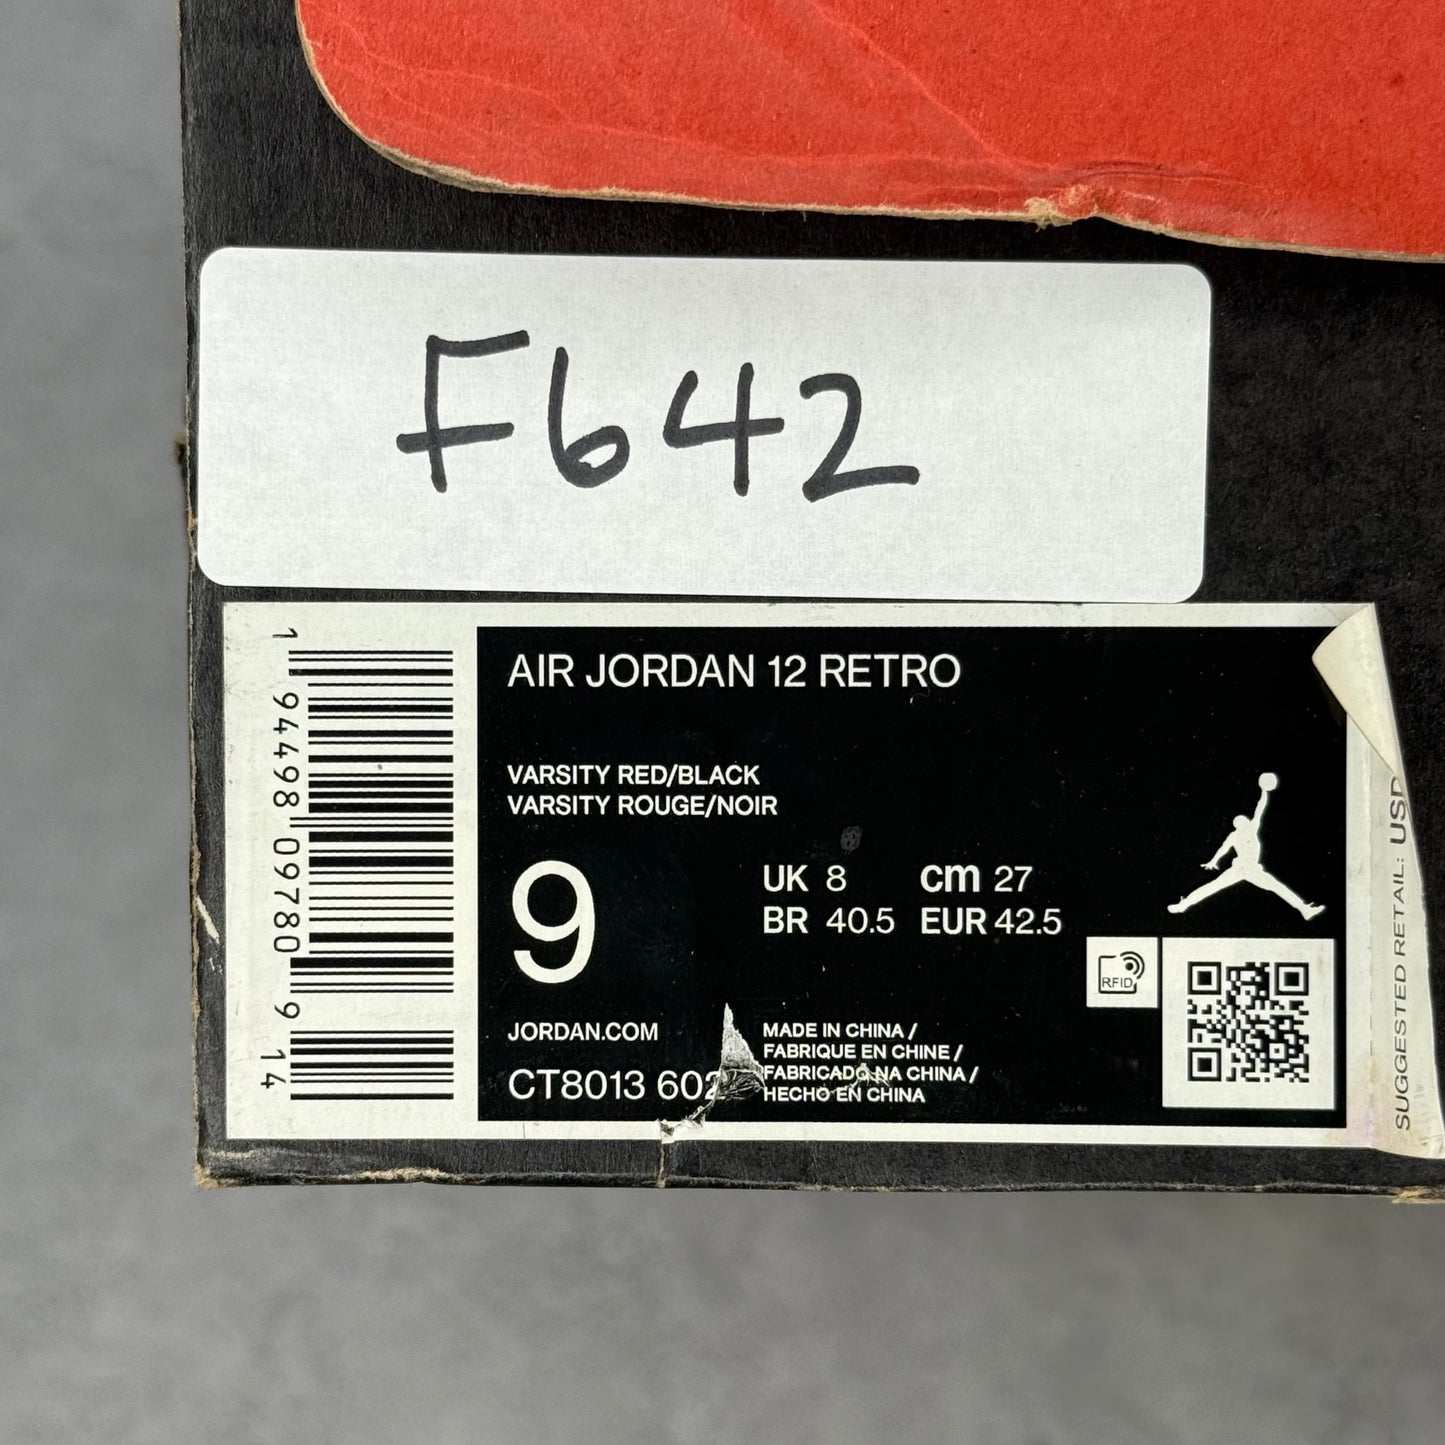 F642
AIR JORDAN 12 RETRO
VARSITY RED/BLACK
VARSITY ROUGE/NOIR
9
UK 8 cm 27
BR 40.5 EUR 42.5
RFID
JORDAN.COM
CT8013 602
MADE IN CHINA /
FABRIQUE EN CHINE /
FABRICADO NA CHINA /
HECHO EN CHINA
1 94498 09780 9 14
SUGGESTED RETAIL: USD